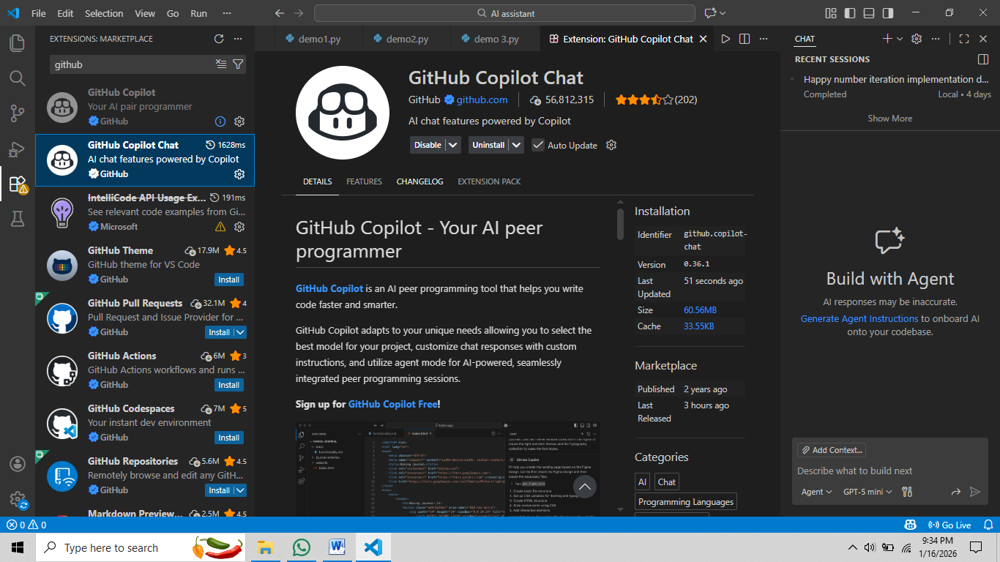 File Edit Selection View Go Run ···
AI assistant
EXTENSIONS: MARKETPLACE
github
GitHub Copilot
Your AI pair programmer
GitHub
GitHub Copilot Chat 1628ms
AI chat features powered by Copilot
GitHub
IntelliCode API Usage Ex... 191ms
See relevant code examples from Gi...
Microsoft
GitHub Theme 17.9M 4.5
GitHub theme for VS Code
GitHub Install
GitHub Pull Requests 32.1M 4
Pull Request and Issue Provider for ...
GitHub Install
GitHub Actions 6M 3
GitHub Actions workflows and runs ...
GitHub Install
GitHub Codespaces 7M 5
Your instant dev environment
GitHub Install
GitHub Repositories 5.6M 4.5
Remotely browse and edit any GitH...
GitHub Install
Markdown Preview... 2.5M 4.5
demo1.py demo2.py demo 3.py Extension: GitHub Copilot Chat
GitHub Copilot Chat
GitHub github.com 56,812,315 (202)
AI chat features powered by Copilot
Disable Uninstall Auto Update
DETAILS FEATURES CHANGELOG EXTENSION PACK
GitHub Copilot - Your AI peer
programmer
GitHub Copilot is an AI peer programming tool that helps you write
code faster and smarter.
GitHub Copilot adapts to your unique needs allowing you to select the
best model for your project, customize chat responses with custom
instructions, and utilize agent mode for AI-powered, seamlessly
integrated peer programming sessions.
Sign up for GitHub Copilot Free!
Installation
Identifier github.copilot-
chat
Version 0.36.1
Last 51 seconds ago
Updated
Size 60.56MB
Cache 33.55KB
Marketplace
Published 2 years ago
Last 3 hours ago
Released
Categories
AI Chat
Programming Languages
CHAT
RECENT SESSIONS
Happy number iteration implementation d...
Completed Local • 4 days
Show More
Build with Agent
AI responses may be inaccurate.
Generate Agent Instructions to onboard AI
onto your codebase.
Add Context...
Describe what to build next
Agent GPT-5 mini
0 0 Go Live
Type here to search
9:34 PM
1/16/2026